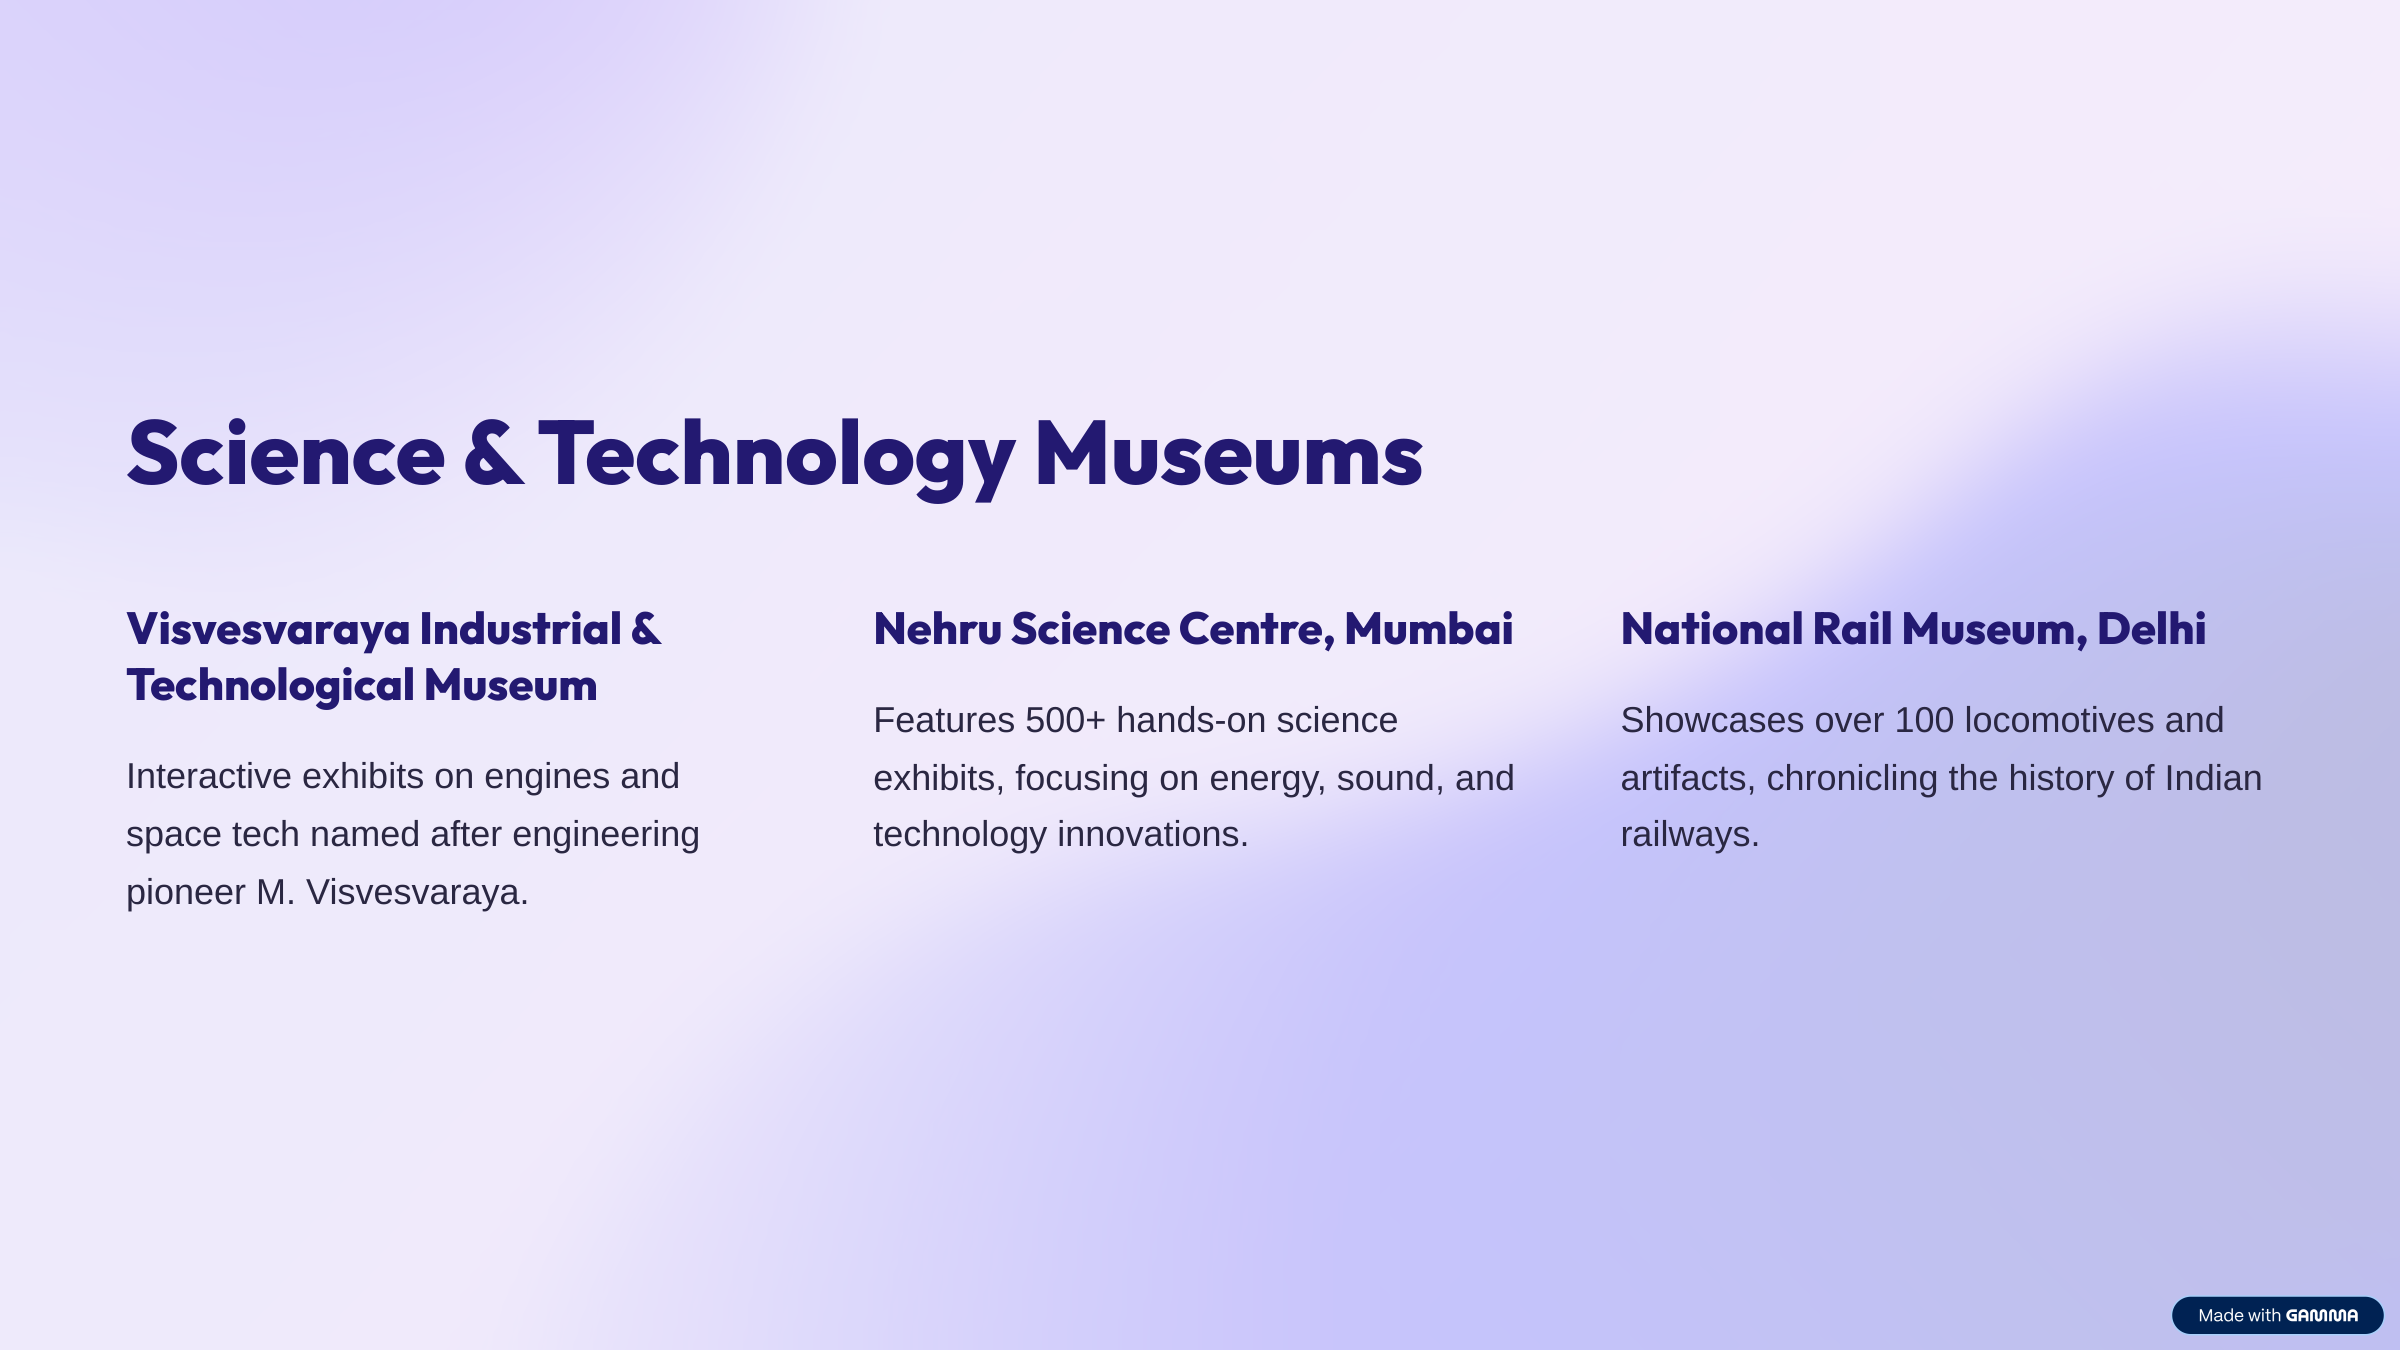 Science & Technology Museums
Visvesvaraya Industrial &
Technological Museum
Interactive exhibits on engines and
space tech named after engineering
pioneer M. Visvesvaraya.
Nehru Science Centre, Mumbai
Features 500+ hands-on science
exhibits, focusing on energy, sound, and
technology innovations.
National Rail Museum, Delhi
Showcases over 100 locomotives and
artifacts, chronicling the history of Indian
railways.
Made with GAMMA